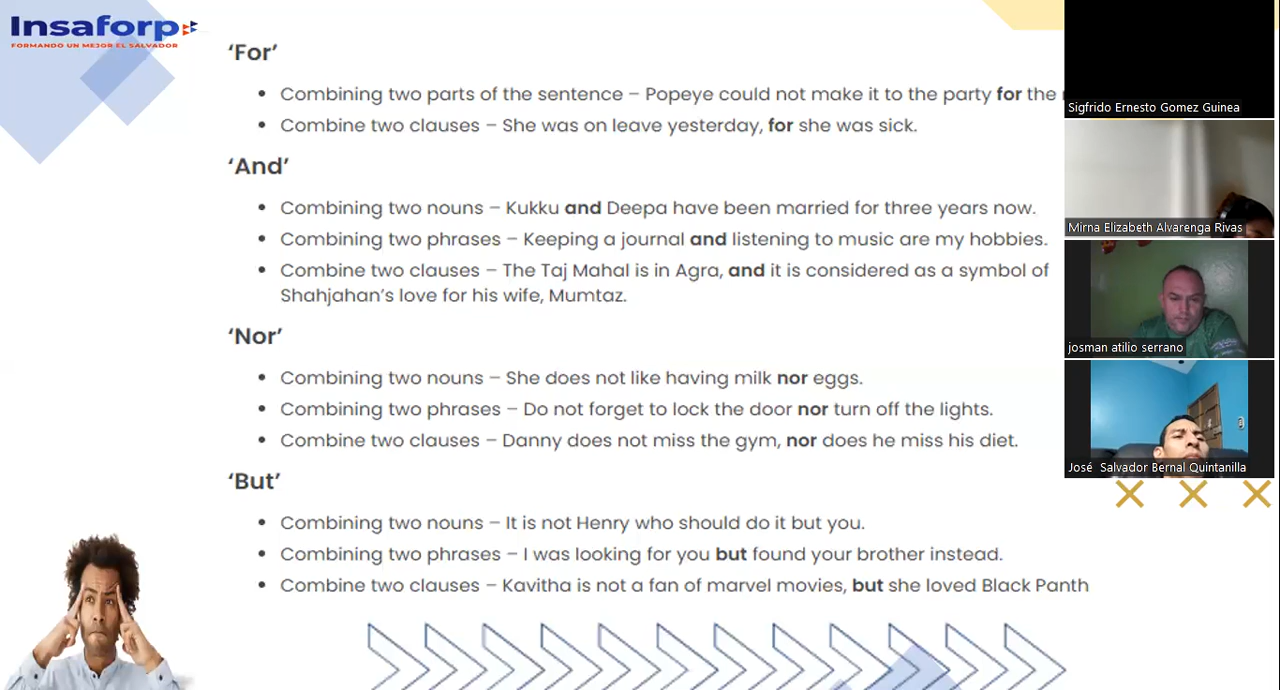 Insaforp
FORMANDO UN MEJOR EL SALVADOR
‘For’
• Combining two parts of the sentence – Popeye could not make it to the party for the
• Combine two clauses – She was on leave yesterday, for she was sick.
‘And’
• Combining two nouns – Kukku and Deepa have been married for three years now.
• Combining two phrases – Keeping a journal and listening to music are my hobbies.
• Combine two clauses – The Taj Mahal is in Agra, and it is considered as a symbol of
Shahjahan’s love for his wife, Mumtaz.
‘Nor’
• Combining two nouns – She does not like having milk nor eggs.
• Combining two phrases – Do not forget to lock the door nor turn off the lights.
• Combine two clauses – Danny does not miss the gym, nor does he miss his diet.
‘But’
• Combining two nouns – It is not Henry who should do it but you.
• Combining two phrases – I was looking for you but found your brother instead.
• Combine two clauses – Kavitha is not a fan of marvel movies, but she loved Black Panth
Sigfrido Ernesto Gomez Guinea
Mirna Elizabeth Alvarenga Rivas
josman atilio serrano
José Salvador Bernal Quintanilla